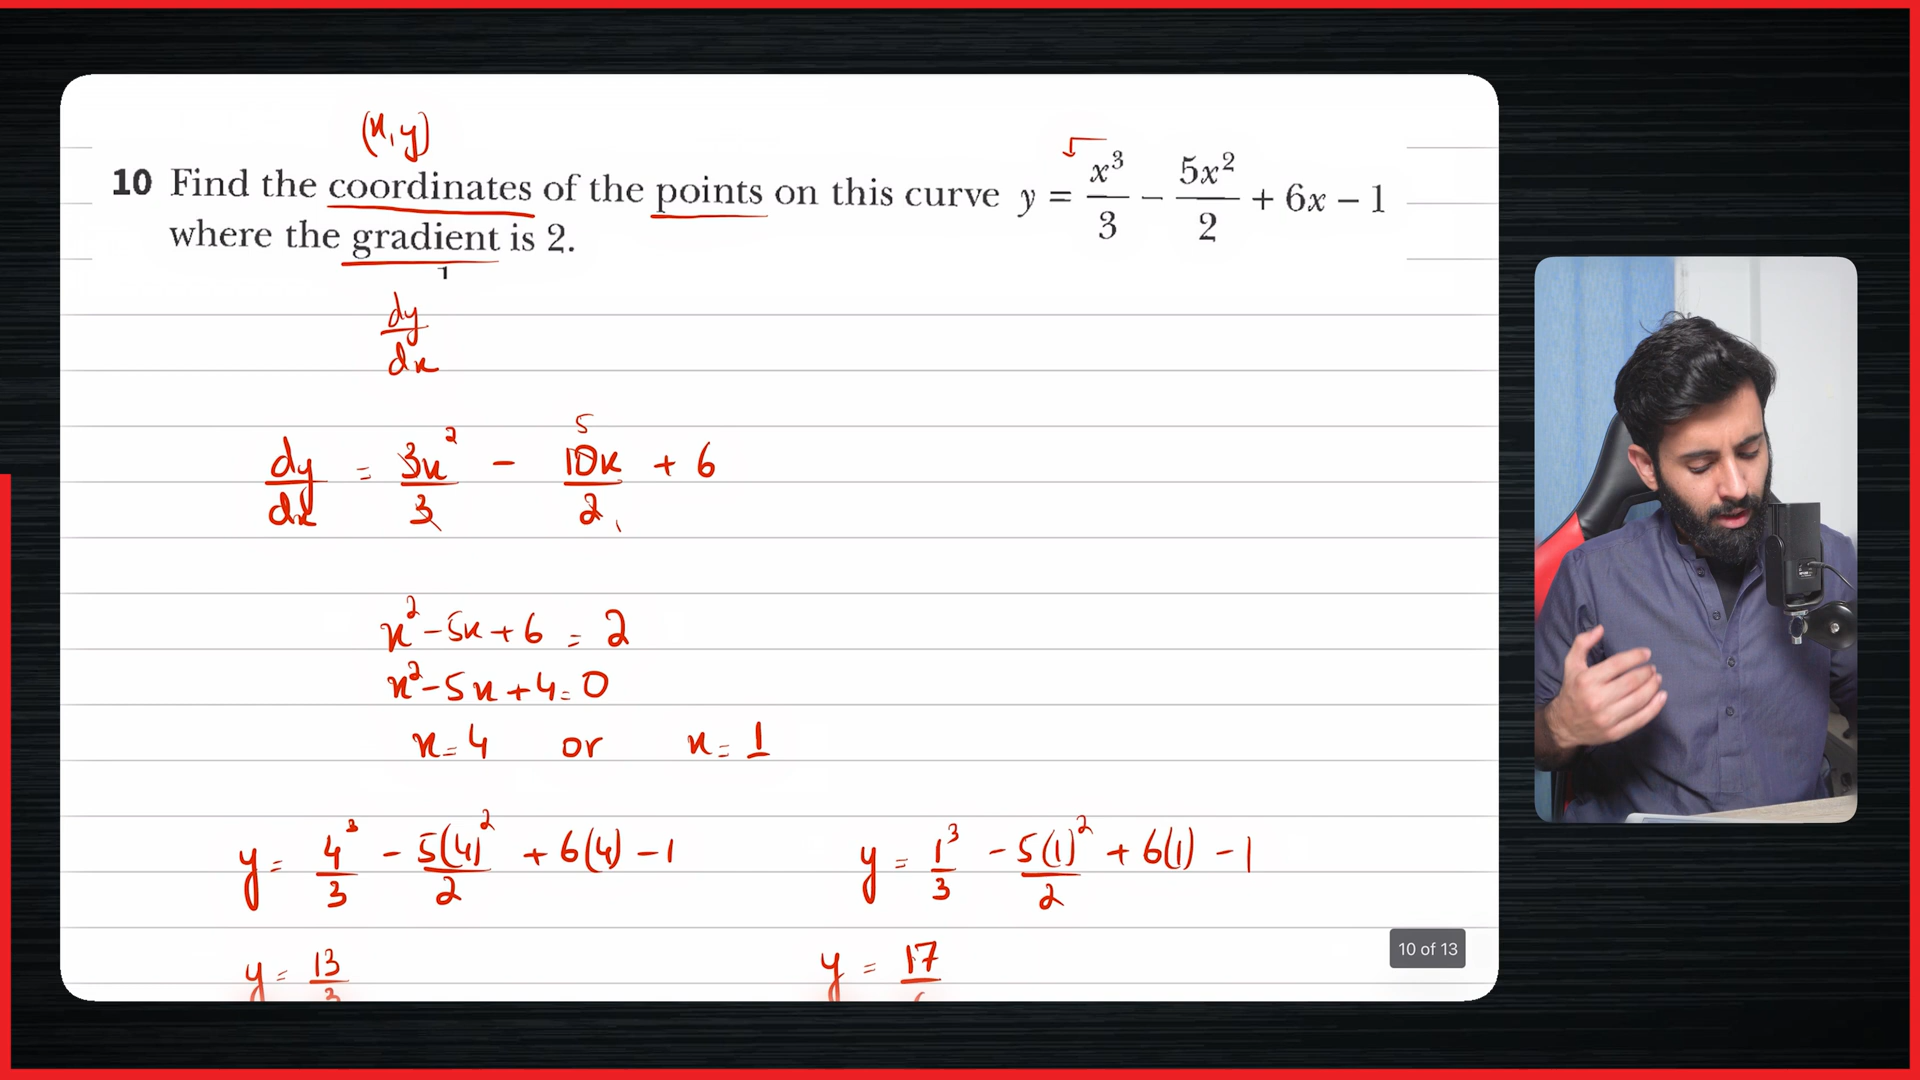 (x, y)
10 Find the coordinates of the points on this curve y = x³/3 − 5x²/2 + 6x − 1
where the gradient is 2.
dy/dx
5
dy/dx = 3x²/3 − 10x/2 + 6
x² − 5x + 6 = 2
x² − 5x + 4 = 0
x = 4 or x = 1
y = 4³/3 − 5(4)²/2 + 6(4) − 1
y = 1³/3 − 5(1)²/2 + 6(1) − 1
y = 13/3
y = 17/
10 of 13